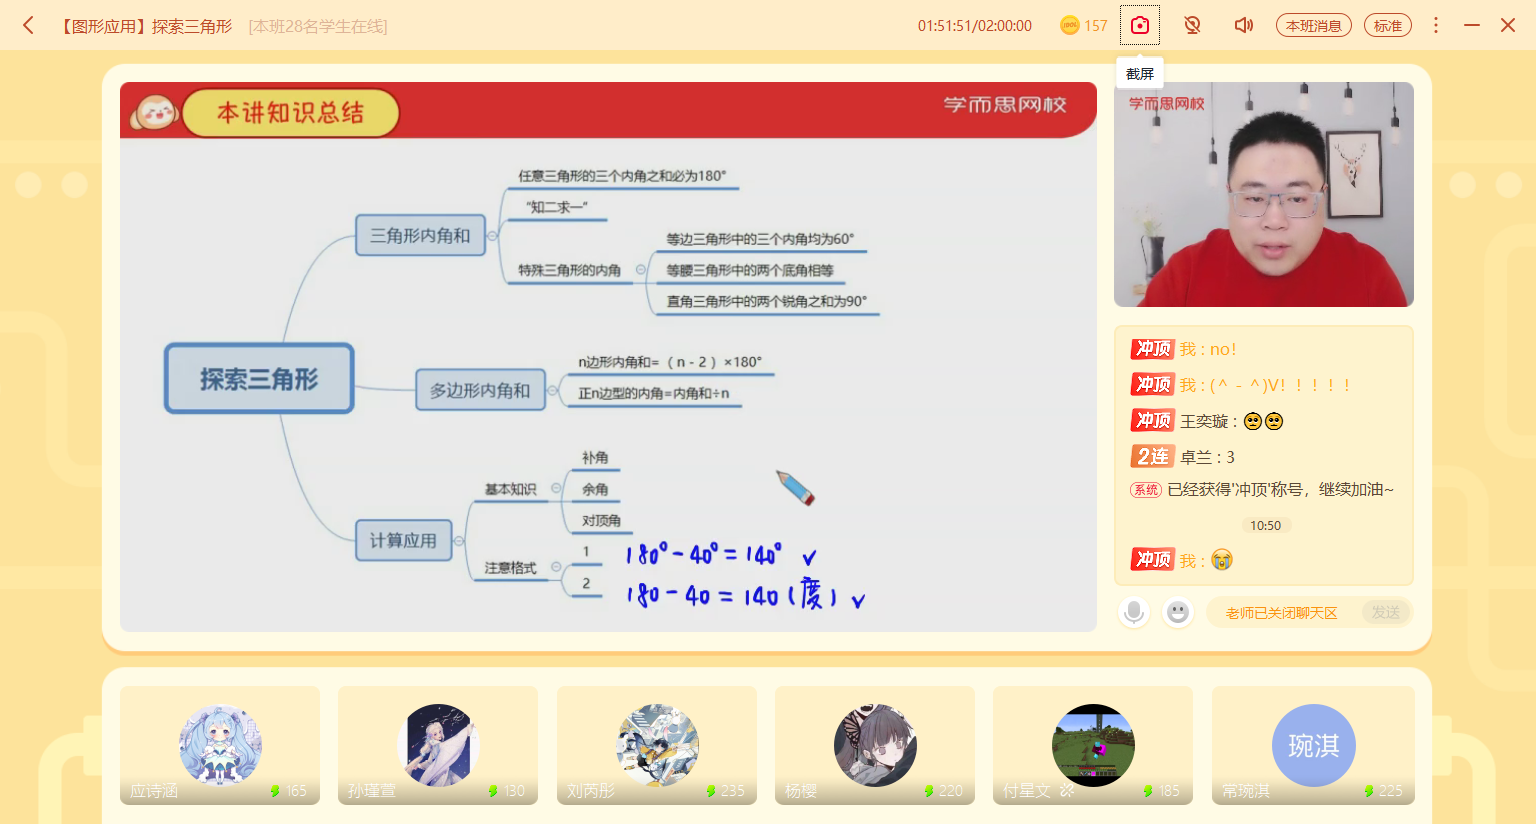 【图形应用】探索三角形 [本班28名学生在线]
01:51:51/02:00:00
100%
157
本班消息
标准
截屏
本讲知识总结
学而思网校
学而思网校
任意三角形的三个内角之和必为180°
“知二求一”
三角形内角和
等边三角形中的三个内角均为60°
特殊三角形的内角
等腰三角形中的两个底角相等
直角三角形中的两个锐角之和为90°
探索三角形
n边形内角和=（n-2）×180°
多边形内角和
正n边型的内角=内角和÷n
补角
基本知识
余角
对顶角
计算应用
注意格式
1
180°-40°=140° ✓
2
180-40=140(度) ✓
冲顶 我 : no！
冲顶 我 : (＾-＾)V！！！！！
冲顶 王奕璇 : 🥺🥺
2连 卓兰 : 3
系统 已经获得'冲顶'称号，继续加油~
10:50
冲顶 我 : 😭
老师已关闭聊天区
发送
应诗涵 165
孙瑾萱 130
刘芮彤 235
杨樱 220
付星文 185
琬淇
常琬淇 225